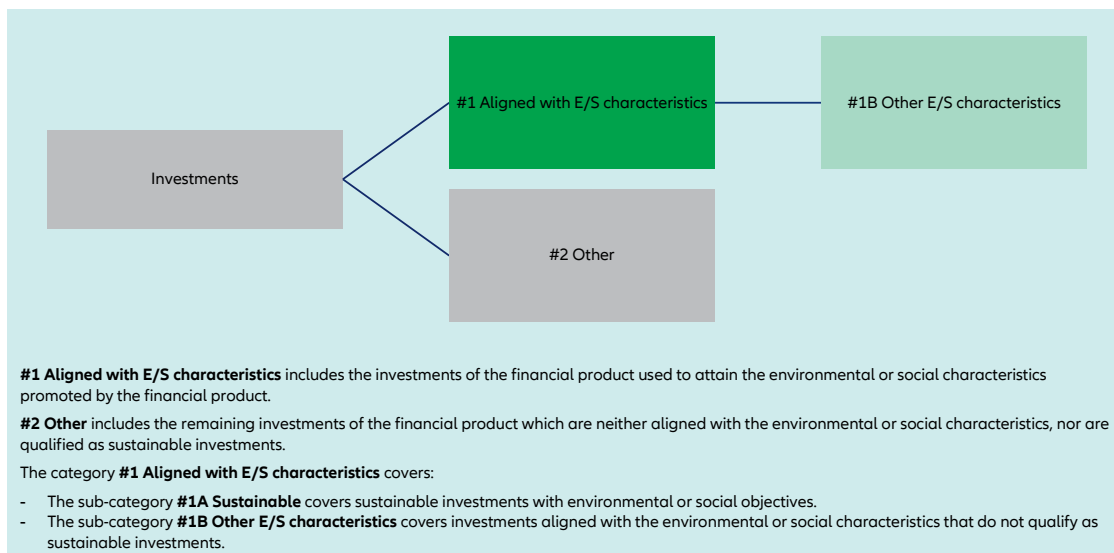 #1 Aligned with E/S characteristics
#1B Other E/S characteristics
Investments
#2 Other
#1 Aligned with E/S characteristics includes the investments of the financial product used to attain the environmental or social characteristics
promoted by the financial product.
#2 Other includes the remaining investments of the financial product which are neither aligned with the environmental or social characteristics, nor are
qualified as sustainable investments.
The category #1 Aligned with E/S characteristics covers:
- The sub-category #1A Sustainable covers sustainable investments with environmental or social objectives.
- The sub-category #1B Other E/S characteristics covers investments aligned with the environmental or social characteristics that do not qualify as
sustainable investments.